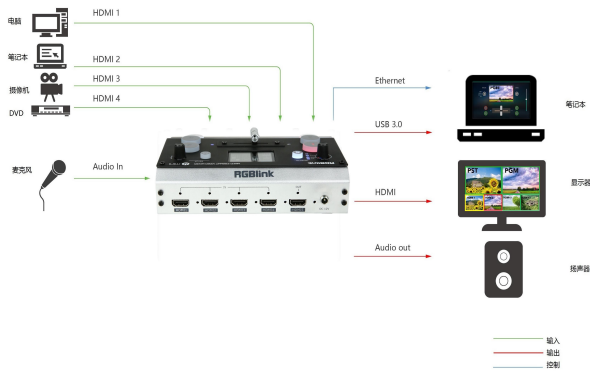 电脑
HDMI 1
笔记本
HDMI 2
摄像机
HDMI 3
DVD
HDMI 4
麦克风
Audio In
RGBlink
Ethernet
USB 3.0
笔记本
HDMI
显示器
PST
PGM
Audio out
扬声器
输入
输出
控制